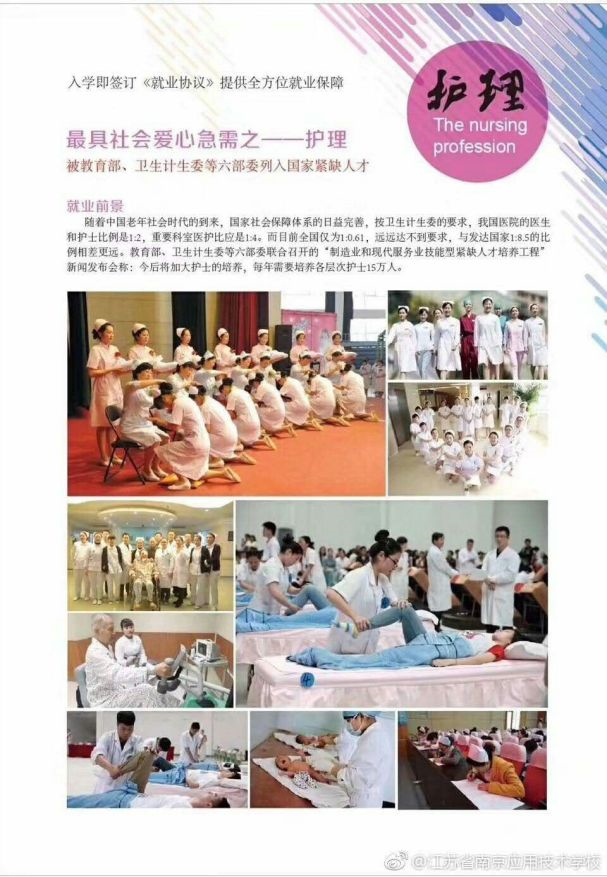 入学即签订《就业协议》提供全方位就业保障
护理
The nursing
profession
最具社会爱心急需之——护理
被教育部、卫生计生委等六部委列入国家紧缺人才
就业前景
随着中国老年社会时代的到来，国家社会保障体系的日益完善，按卫生计生委的要求，我国医院的医生
和护士比例是1:2，重要科室医护比应是1:4。而目前全国仅为1:0.61，远远达不到要求，与发达国家1:8.5的比
例相差更远。教育部、卫生计生委等六部委联合召开的“制造业和现代服务业技能型紧缺人才培养工程”
新闻发布会称：今后将加大护士的培养，每年需要培养各层次护士15万人。
4
@江苏省南京应用技术学校